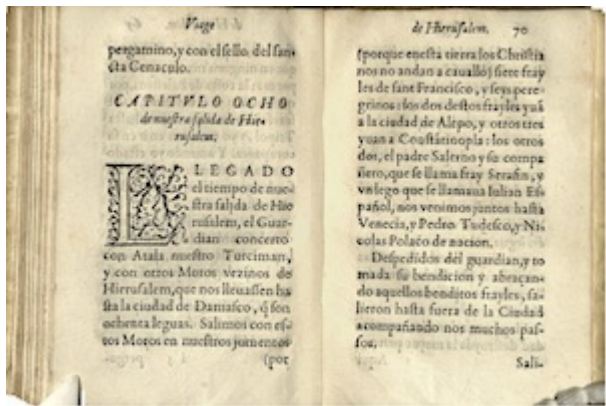 Viage
pergamino, y con el sello del san-
cta Cenaculo.
CAPITVLO OCHO
de nuestra salida de Hie-
rusalem.
LLEGADO
el tiempo de nue-
stra salida de Hie
rusalem, el Guar-
dian concerto
con Atala nuestro Turciman,
y con otros Moros vezinos de
Hierusalem, que nos lleuassen ha
sta la ciudad de Damasco, q̃ son
ochenta leguas. Salimos con es-
tos Moros en nuestros jumentos
(por
de Hierusalem. 70
(porque enesta tierra los Christia
nos no andan a cauallo) siete fray
les de sant Francisco, y seys pere-
grinos: los dos destos frayles yuã
a la ciudad de Alepo, y otros tres
yuan a Constãtinopla: los otros
dos, el padre Salerno y su compa
ñero, que se llama fray Serafin, y
vn lego que se llamaua Iulian Es-
pañol, nos venimos juntos hasta
Venecia, y Pedro Tudesco, y Ni-
colas Polaco de nacion.
Despedidos del guardian, y to
mada su bendicion y abraçan-
do aquellos benditos frayles, sa-
lieron hasta fuera de la Ciudad
acompañando nos muchos pas-
sos.
Sali-